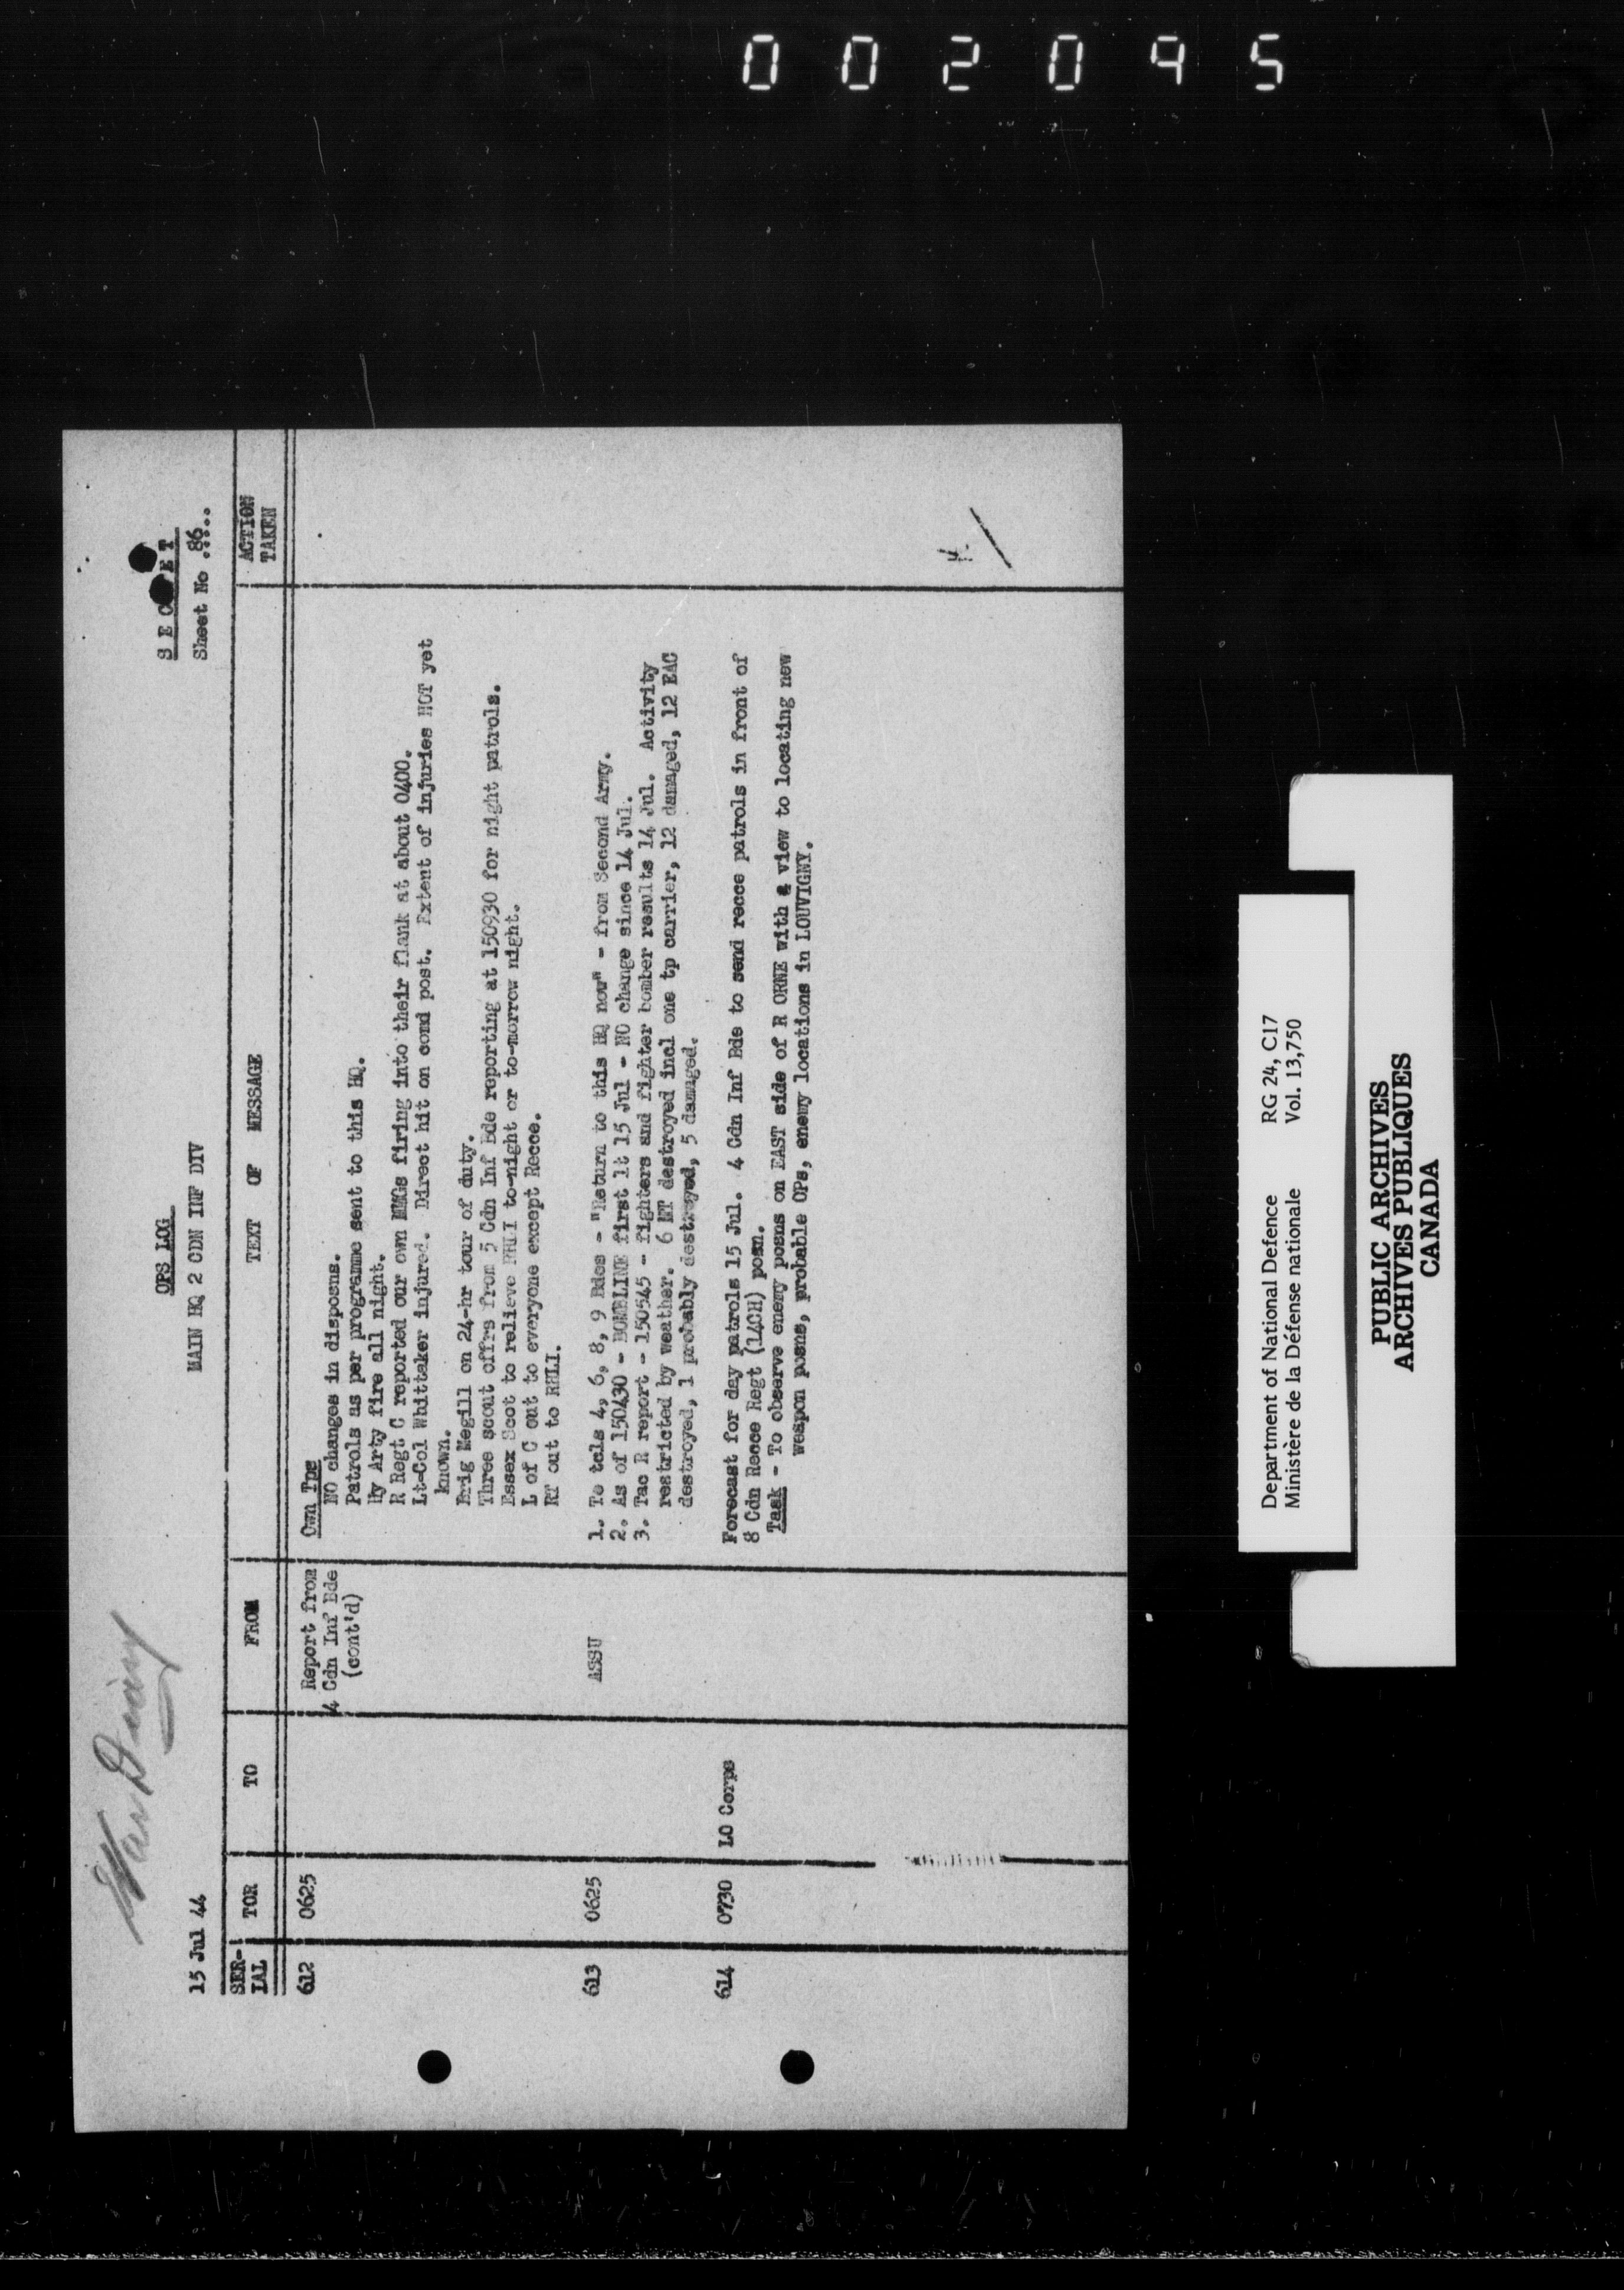 002095
War Diary
SECRET
OPS LOG
15 Jul 44 MAIN HQ 2 CDN INF DIV Sheet No .86..
SER-IAL TOR TO FROM TEXT OF MESSAGE ACTION TAKEN
612 0625 Report from 4 Cdn Inf Bde (cont'd)
Own Tps
NO changes in dispons.
Patrols as per programme sent to this HQ.
Hy Arty fire all night.
R Regt C reported our own MMGs firing into their flank at about 0400.
Lt-Col Whittaker injured. Direct hit on comd post. Extent of injuries NOT yet
known.
Brig Megill on 24-hr tour of duty.
Three scout offrs from 5 Cdn Inf Bde reporting at 150930 for night patrols.
Essex Scot to relieve RHLI to-night or to-morrow night.
L of C out to everyone except Recce.
RT out to RHLI.
613 0625 ASSU
1. To tcls 4, 6, 8, 9 Bdes - "Return to this HQ now" - from Second Army.
2. As of 150430 - BOMBLINE first lt 15 Jul - NO change since 14 Jul.
3. Tac R report - 150545 - fighters and fighter bomber results 14 Jul. Activity
restricted by weather. 6 MT destroyed incl one tp carrier, 12 damaged, 12 EAC
destroyed, 1 probably destroyed, 5 damaged.
614 0730 LO Corps
Forecast for day patrols 15 Jul. 4 Cdn Inf Bde to send recce patrols in front of
8 Cdn Recce Regt (14CH) posn.
Task - To observe enemy posns on EAST side of R ORNE with a view to locating new
weapon posns, probable OPs, enemy locations in LOUVIGNY.
Department of National Defence RG 24, C17
Ministère de la Défense nationale Vol. 13,750
PUBLIC ARCHIVES
ARCHIVES PUBLIQUES
CANADA